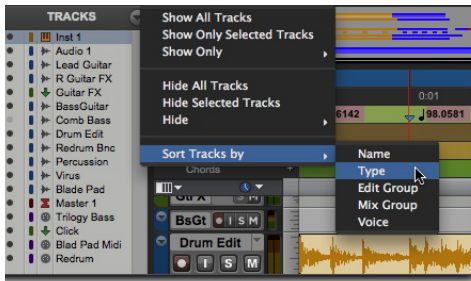 TRACKS
Inst 1
Audio 1
Lead Guitar
R Guitar FX
Guitar FX
BassGuitar
Comb Bass
Drum Edit
Redrum Bnc
Percussion
Virus
Blade Pad
Master 1
Trilogy Bass
Click
Blad Pad Midi
Redrum
Show All Tracks
Show Only Selected Tracks
Show Only
Hide All Tracks
Hide Selected Tracks
Hide
Sort Tracks by
Name
Type
Edit Group
Mix Group
Voice
0:01
6142
98.0581
Chords
GtrFX
S M
BsGt
I S M
Drum Edit
I S M